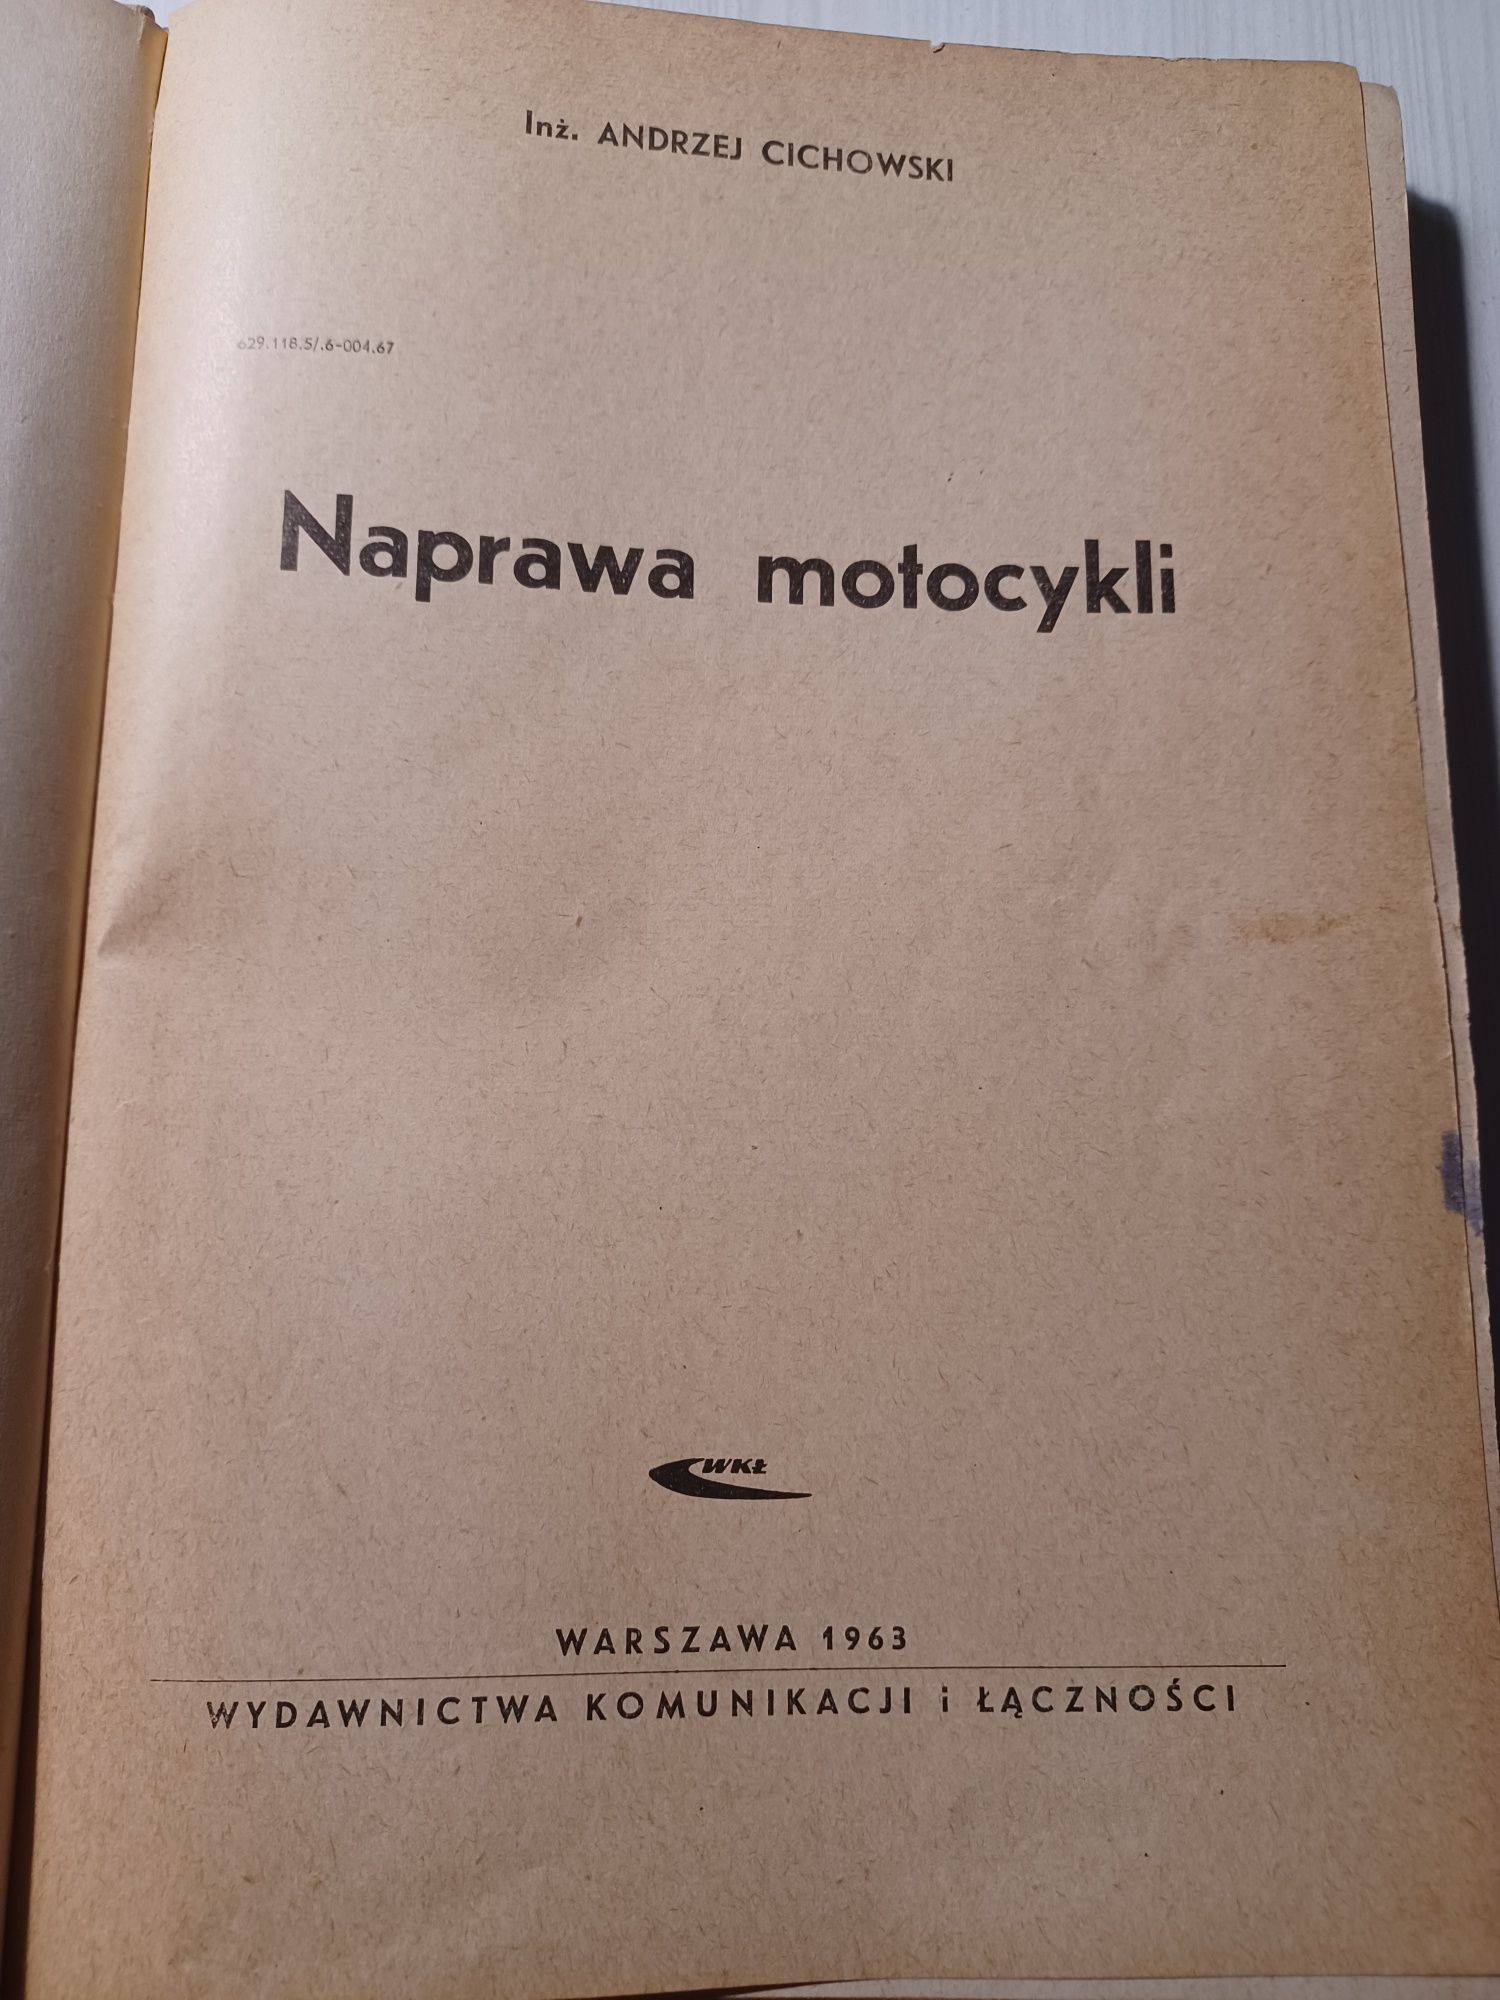 Inż. ANDRZEJ CICHOWSKI
629.118.5/.6-004.67
Naprawa motocykli
WKŁ
WARSZAWA 1963
WYDAWNICTWA KOMUNIKACJI i ŁĄCZNOŚCI